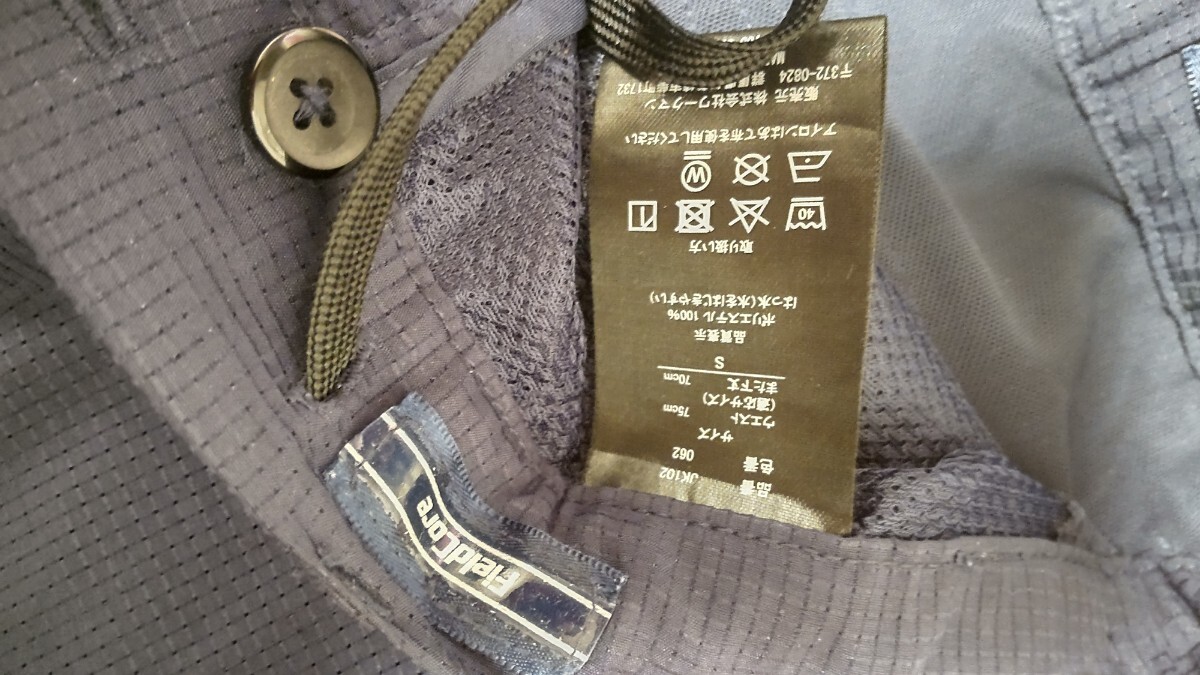 品番 JK102
色番 062
サイズ
ウエスト 75cm
(適応サイズ)
また下丈 70cm
S
品質表示
ポリエステル 100%
はっ水(水をはじきやすい)
取り扱い方
40
W
アイロンはあて布を使用してください
販売元 株式会社ワークマン
〒372-0824
FieldCore